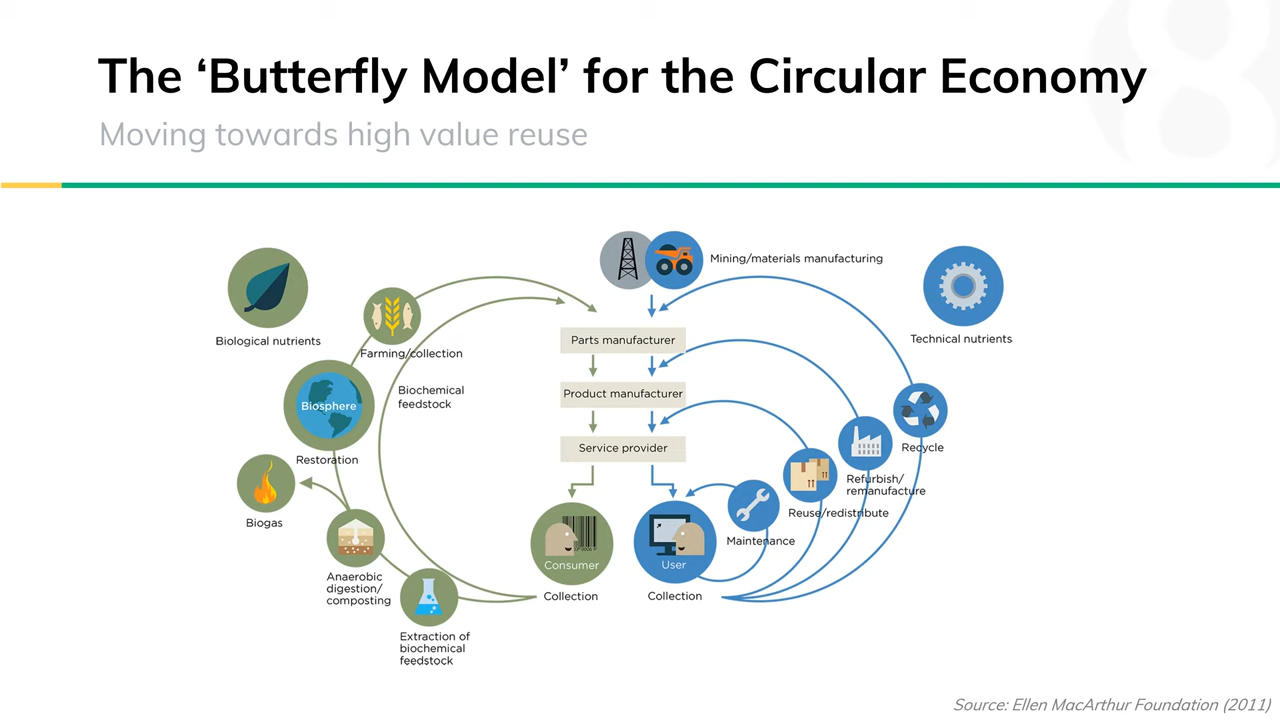 The ‘Butterfly Model’ for the Circular Economy
Moving towards high value reuse
Mining/materials manufacturing
Biological nutrients
Technical nutrients
Farming/collection
Parts manufacturer
Biochemical
feedstock
Product manufacturer
Biosphere
Service provider
Recycle
Restoration
Refurbish/
remanufacture
Biogas
Reuse/redistribute
Maintenance
Consumer
User
Anaerobic
digestion/
composting
Collection
Collection
Extraction of
biochemical
feedstock
Source: Ellen MacArthur Foundation (2011)